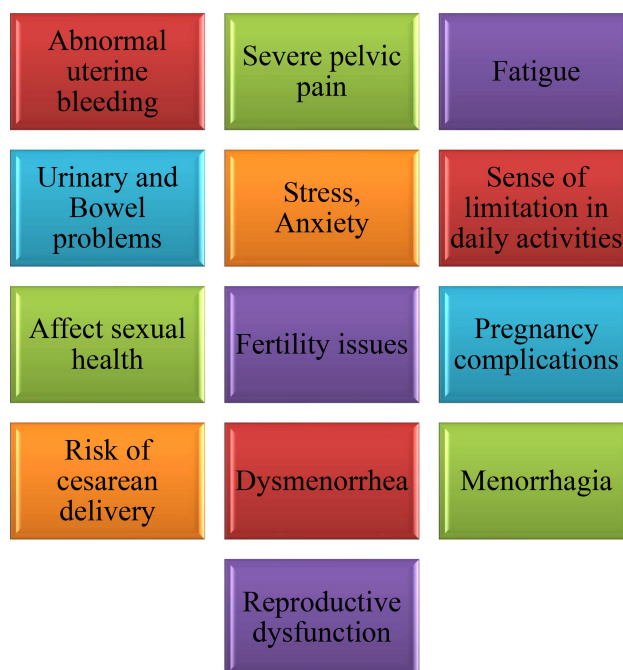 Abnormal
uterine
bleeding
Severe pelvic
pain
Fatigue
Urinary and
Bowel
problems
Stress,
Anxiety
Sense of
limitation in
daily activities
Affect sexual
health
Fertility issues
Pregnancy
complications
Risk of
cesarean
delivery
Dysmenorrhea
Menorrhagia
Reproductive
dysfunction